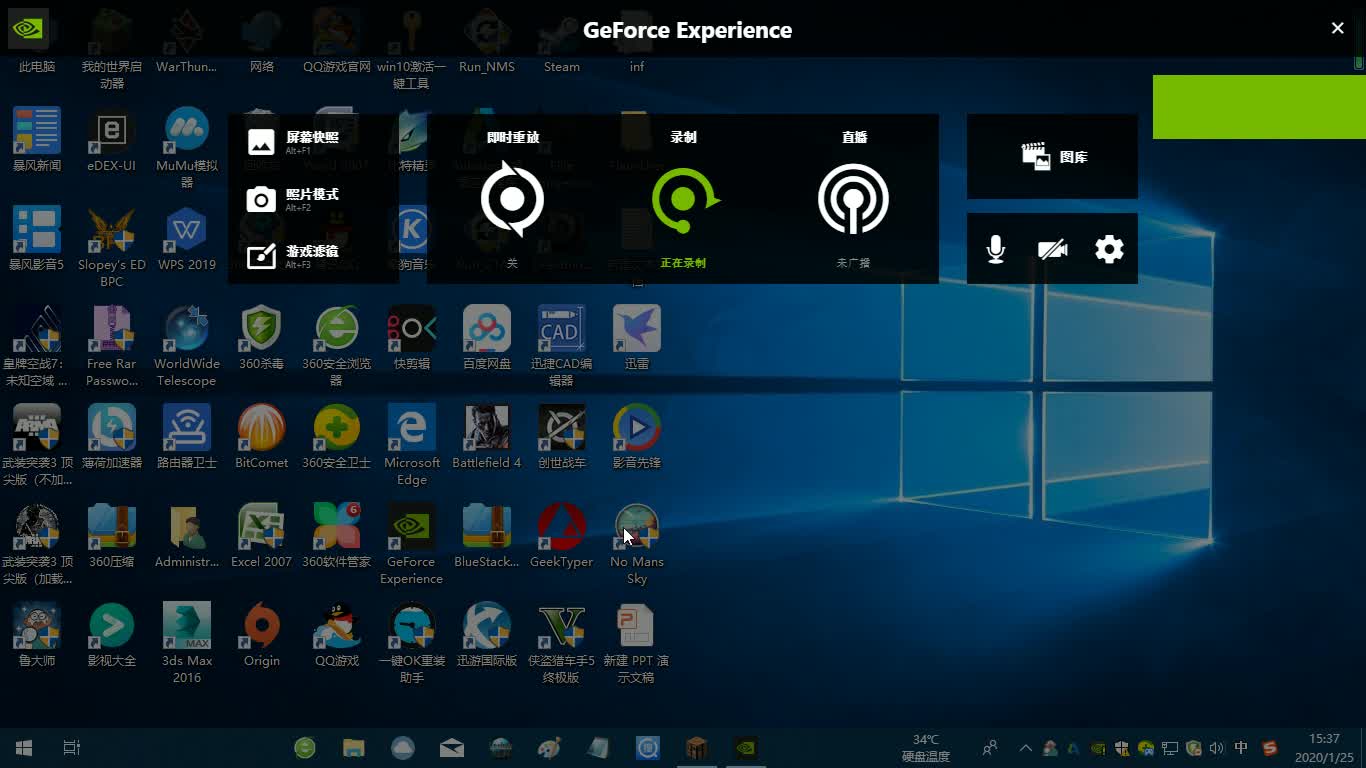 GeForce Experience
此电脑
我的世界启
动器
WarThun...
网络
QQ游戏官网
win10激活一
键工具
Run_NMS
Steam
inf
屏幕快照
Alt+F1
照片模式
Alt+F2
游戏滤镜
Alt+F3
即时重放
关
录制
正在录制
直播
未广播
图库
暴风新闻
eDEX-UI
MuMu模拟
器
暴风影音5
Slopey's ED
BPC
WPS 2019
皇牌空战7：
未知空域 ...
Free Rar
Passwo...
WorldWide
Telescope
360杀毒
360安全浏览
器
快剪辑
百度网盘
CAD
迅捷CAD编
辑器
迅雷
武装突袭3 顶
尖版（不加...
薄荷加速器
路由器卫士
BitComet
360安全卫士
Microsoft
Edge
Battlefield 4
创世战车
影音先锋
武装突袭3 顶
尖版（加载...
360压缩
Administr...
Excel 2007
6
360软件管家
GeForce
Experience
BlueStack...
GeekTyper
No Mans
Sky
鲁大师
影视大全
MAX
3ds Max
2016
Origin
QQ游戏
一键OK重装
助手
迅游国际版
侠盗猎车手5
终极版
新建 PPT 演
示文稿
34℃
硬盘温度
中
15:37
2020/1/25